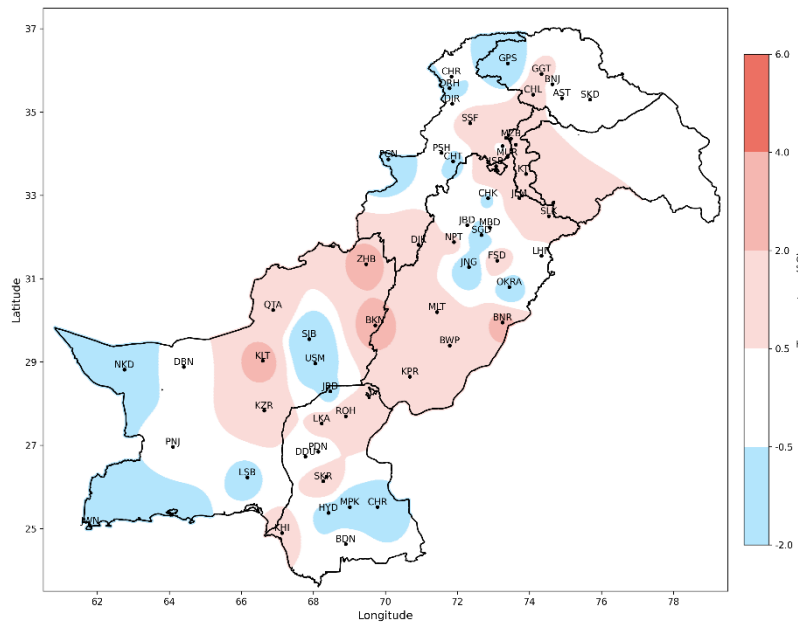 37
35
33
31
29
27
25
Latitude
GPS
CHR
GGT
DRH
BNJ
CHL
AST
SKD
DIR
SSF
MZB
PSH
MUR
PCN
CHT
ISB
KTL
CHK
JLM
SLK
JBD
MBD
SGD
NPT
DIK
LHR
FSD
ZHB
JNG
OKRA
QTA
MLT
BKN
BNR
SIB
BWP
KLT
USM
NKD
DBN
KPR
JBD
KZR
ROH
LKA
PNJ
PDN
DDU
LSB
SKR
MPK
CHR
HYD
JWN
KHI
BDN
62 64 66 68 70 72 74 76 78
Longitude
6.0
4.0
2.0
0.5
-0.5
-2.0